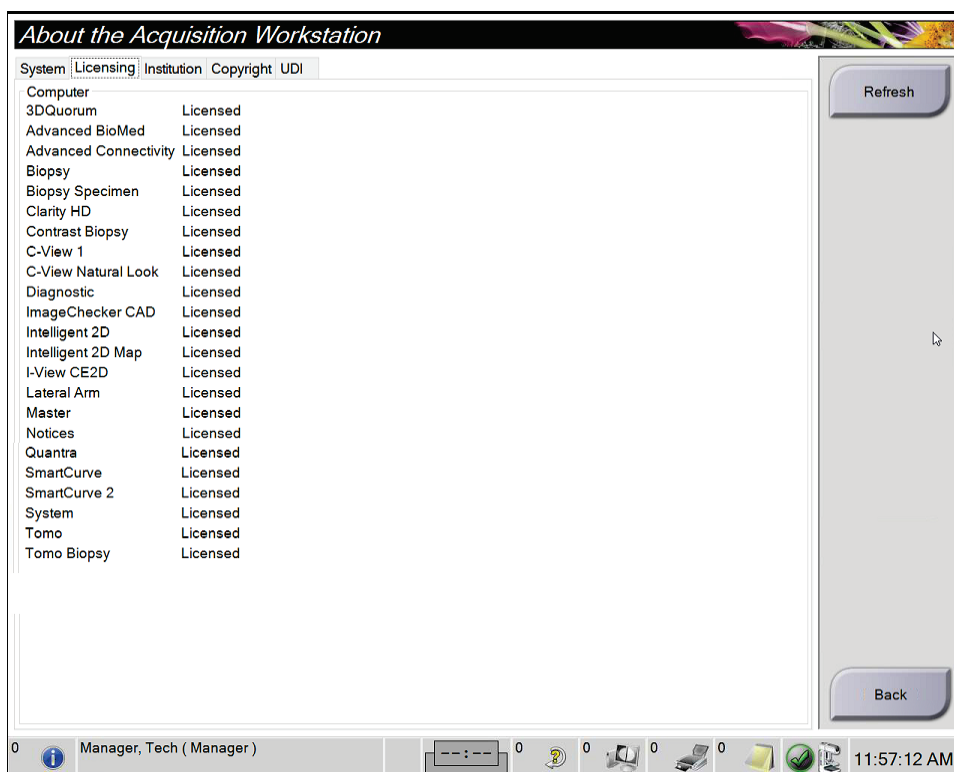 About the Acquisition Workstation
System Licensing Institution Copyright UDI
Refresh
Computer
3DQuorum Licensed
Advanced BioMed Licensed
Advanced Connectivity Licensed
Biopsy Licensed
Biopsy Specimen Licensed
Clarity HD Licensed
Contrast Biopsy Licensed
C-View 1 Licensed
C-View Natural Look Licensed
Diagnostic Licensed
ImageChecker CAD Licensed
Intelligent 2D Licensed
Intelligent 2D Map Licensed
I-View CE2D Licensed
Lateral Arm Licensed
Master Licensed
Notices Licensed
Quantra Licensed
SmartCurve Licensed
SmartCurve 2 Licensed
System Licensed
Tomo Licensed
Tomo Biopsy Licensed
Back
0 Manager, Tech ( Manager ) --:-- 0 0 0 0 11:57:12 AM